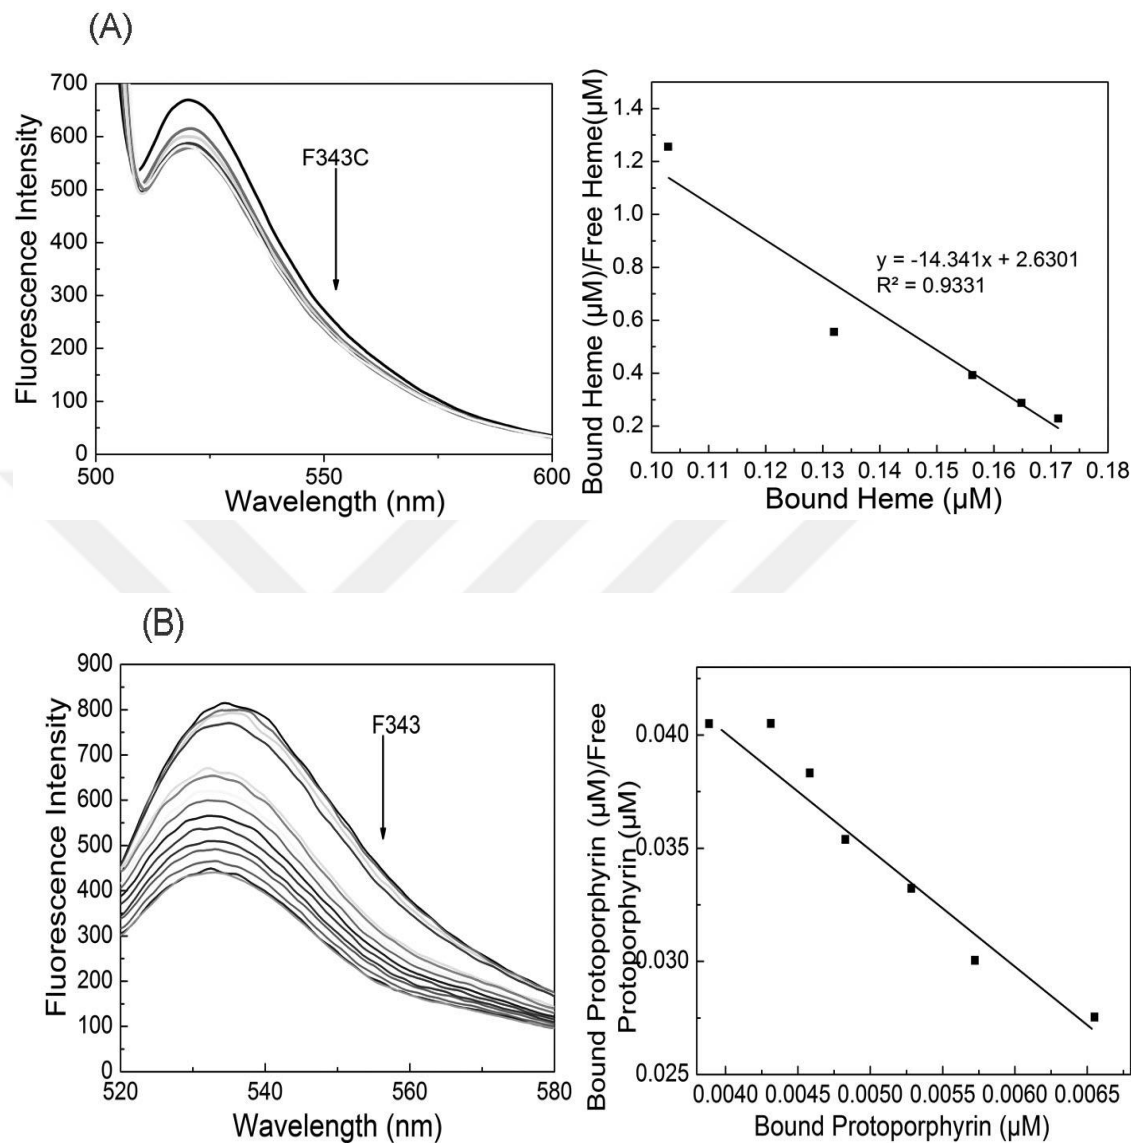 (A)
700
600
500
400
300
200
100
0
Fluorescence Intensity
F343C
500
550
600
Wavelength (nm)
Bound Heme (µM)/Free Heme(µM)
1.4
1.2
1.0
0.8
0.6
0.4
0.2
y = -14.341x + 2.6301
R² = 0.9331
0.10 0.11 0.12 0.13 0.14 0.15 0.16 0.17 0.18
Bound Heme (µM)
(B)
900
800
700
600
500
400
300
200
100
0
Fluorescence Intensity
F343
520
540
560
580
Wavelength (nm)
Bound Protoporphyrin (µM)/Free
Protoporphyrin (µM)
0.040
0.035
0.030
0.025
0.0040 0.0045 0.0050 0.0055 0.0060 0.0065
Bound Protoporphyrin (µM)